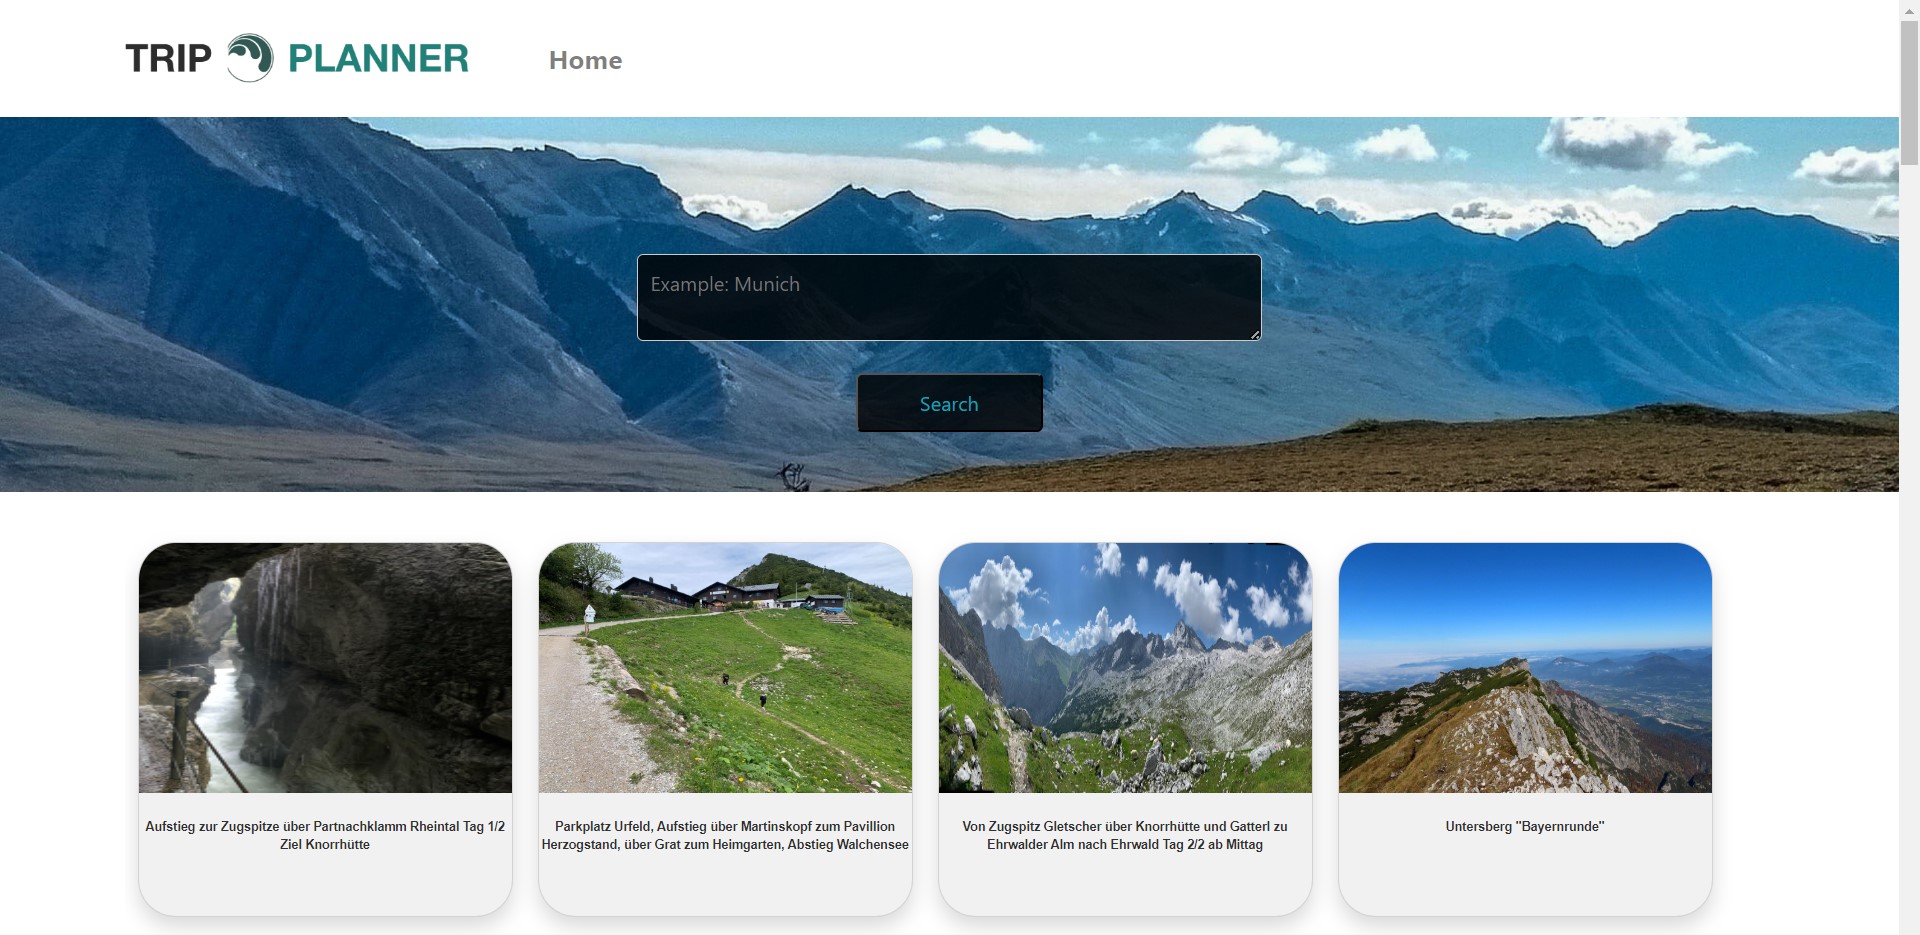 TRIP PLANNER
Home
Example: Munich
Search
Aufstieg zur Zugspitze über Partnachklamm Rheintal Tag 1/2
Ziel Knorrhütte
Parkplatz Urfeld, Aufstieg über Martinskopf zum Pavillion
Herzogstand, über Grat zum Heimgarten, Abstieg Walchensee
Von Zugspitz Gletscher über Knorrhütte und Gatterl zu
Ehrwalder Alm nach Ehrwald Tag 2/2 ab Mittag
Untersberg "Bayernrunde"